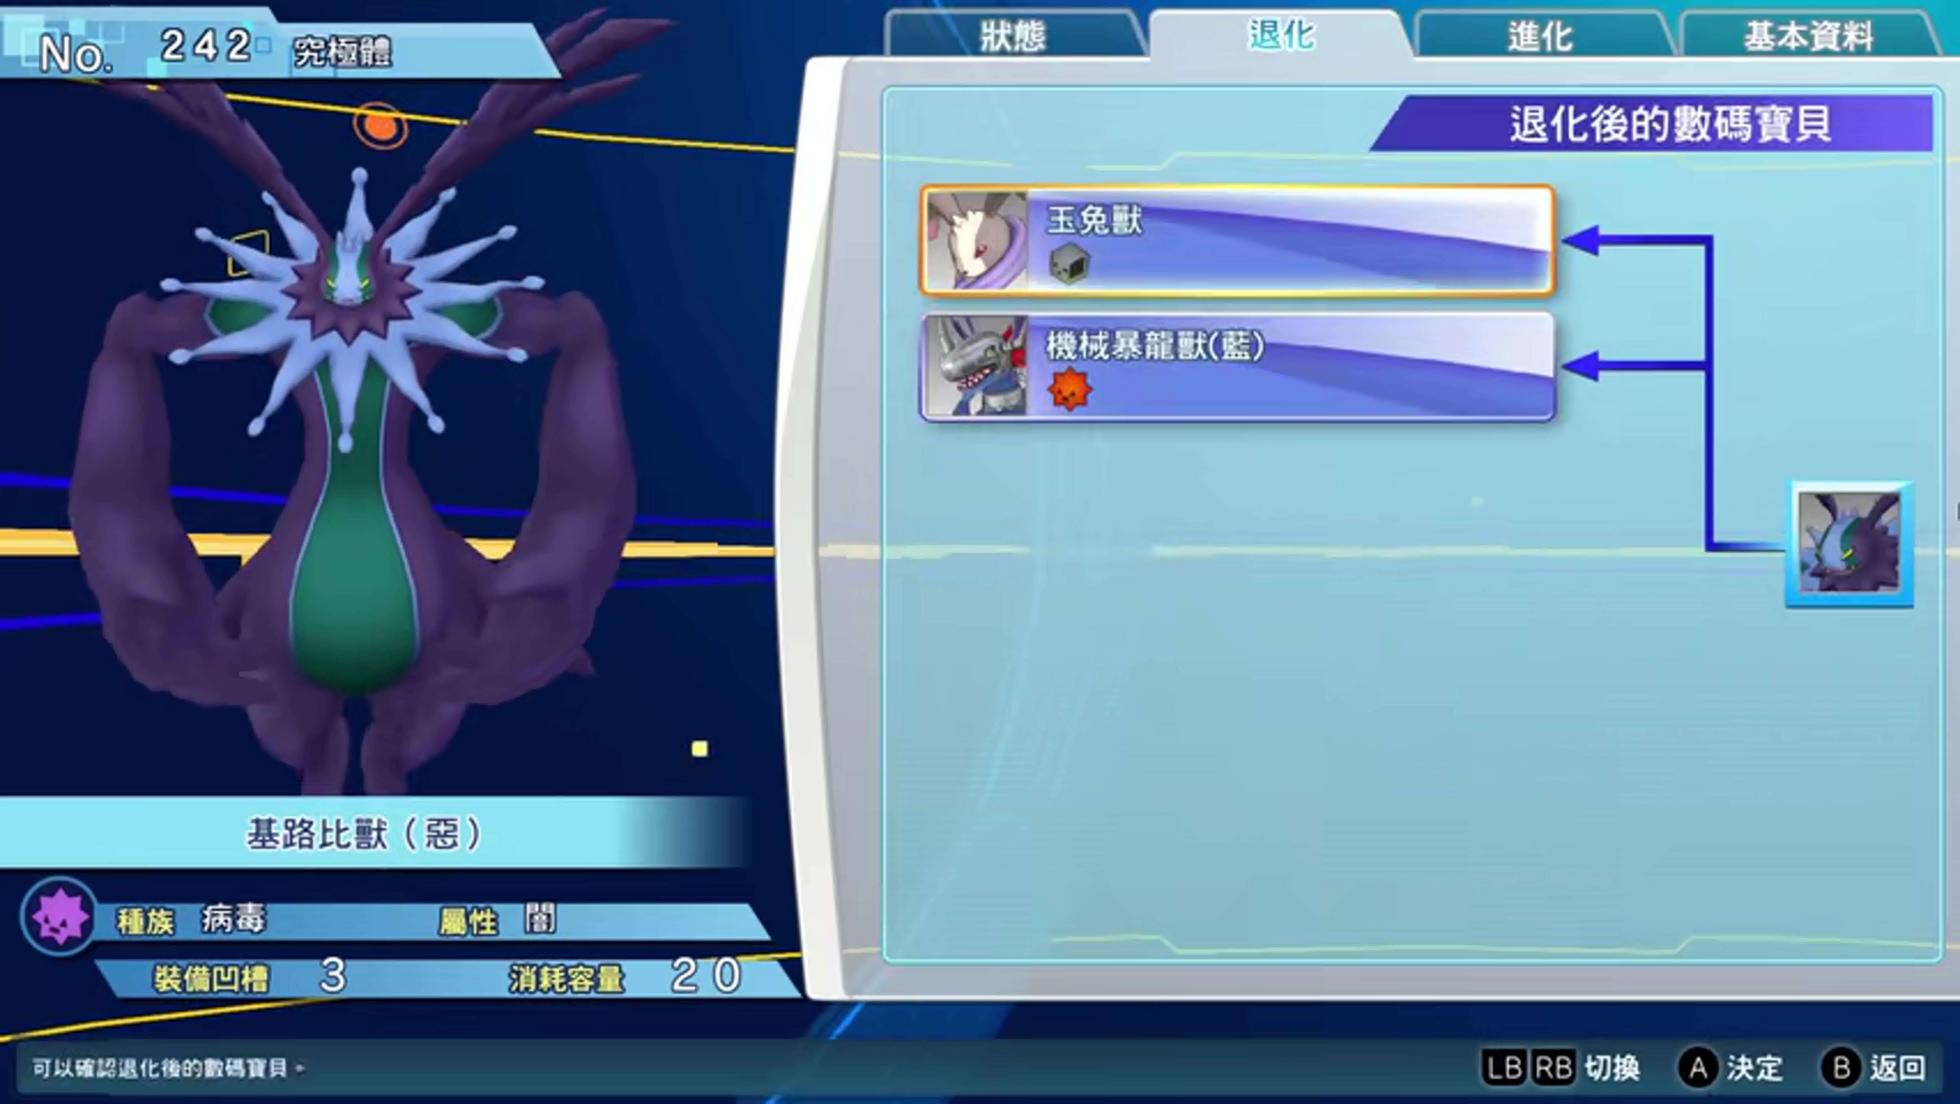 No. 242 究極體
狀態
退化
進化
基本資料
退化後的數碼寶貝
玉兔獸
機械暴龍獸(藍)
基路比獸（惡）
種族 病毒 屬性 闇
裝備凹槽 3 消耗容量 20
可以確認退化後的數碼寶貝。
LB RB 切換 A 決定 B 返回